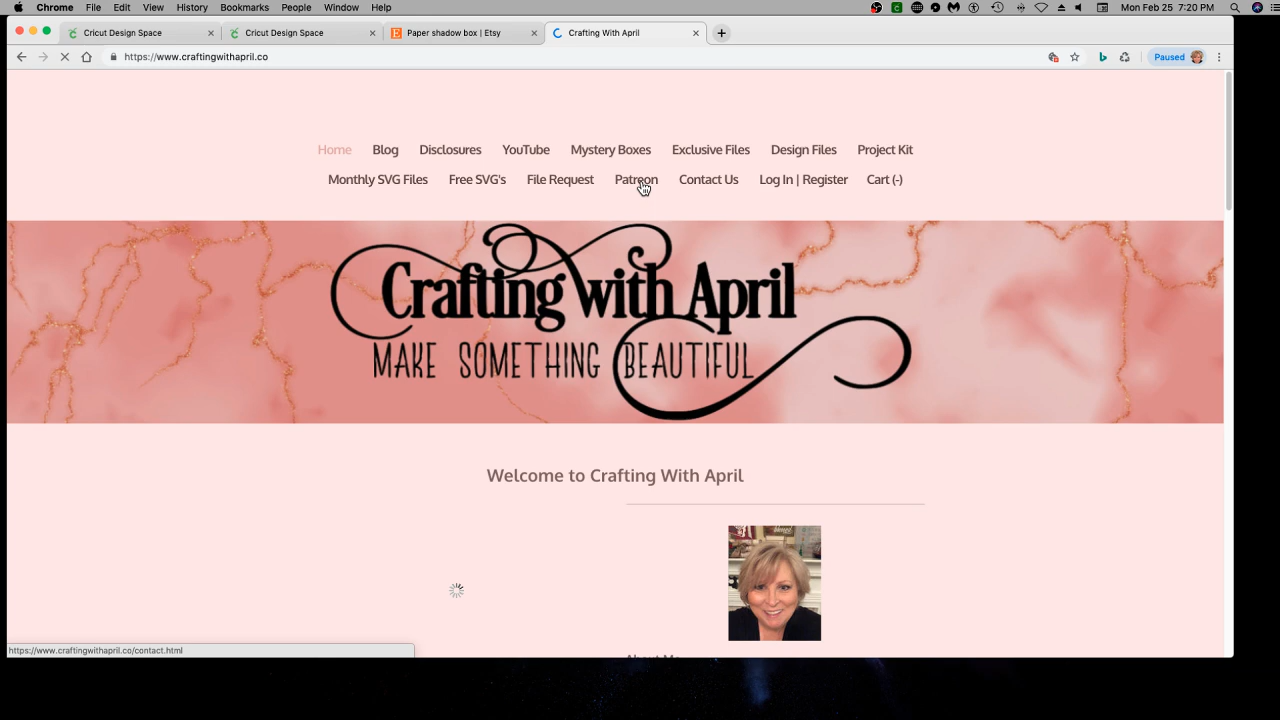 Chrome File Edit View History Bookmarks People Window Help Mon Feb 25 7:20 PM
Cricut Design Space Cricut Design Space Paper shadow box | Etsy Crafting With April
https://www.craftingwithapril.co Paused
Home Blog Disclosures YouTube Mystery Boxes Exclusive Files Design Files Project Kit
Monthly SVG Files Free SVG's File Request Patreon Contact Us Log In | Register Cart (-)
Crafting with April
MAKE SOMETHING BEAUTIFUL
Welcome to Crafting With April
About Me
https://www.craftingwithapril.co/contact.html